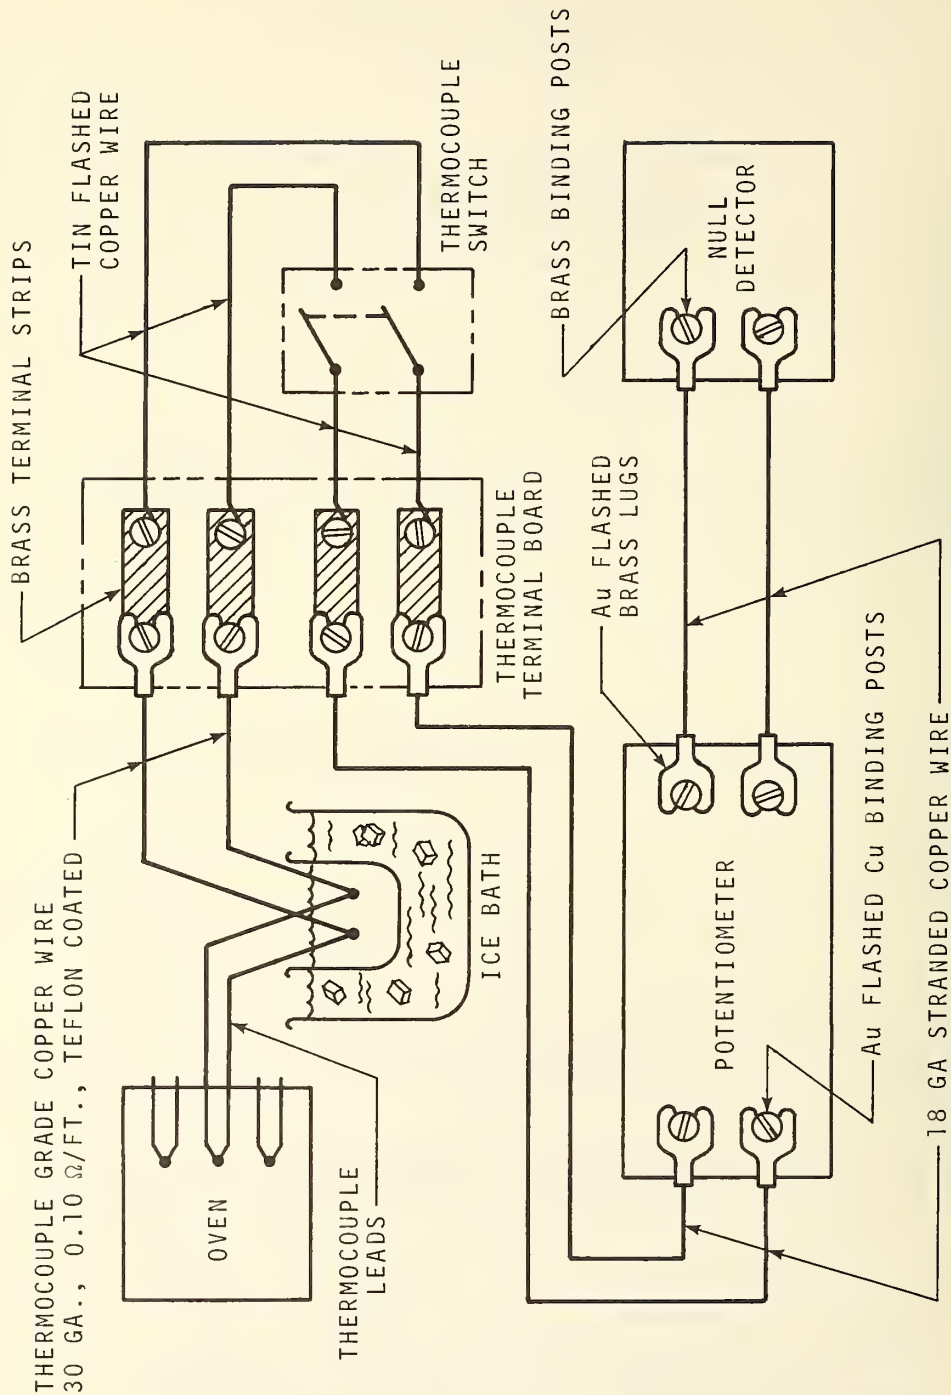 THERMOCOUPLE GRADE COPPER WIRE
30 GA., 0.10 Ω/FT., TEFLON COATED
BRASS TERMINAL STRIPS
TIN FLASHED
COPPER WIRE
OVEN
THERMOCOUPLE
LEADS
ICE BATH
THERMOCOUPLE
TERMINAL BOARD
THERMOCOUPLE
SWITCH
Au FLASHED
BRASS LUGS
BRASS BINDING POSTS
POTENTIOMETER
NULL
DETECTOR
Au FLASHED Cu BINDING POSTS
18 GA STRANDED COPPER WIRE